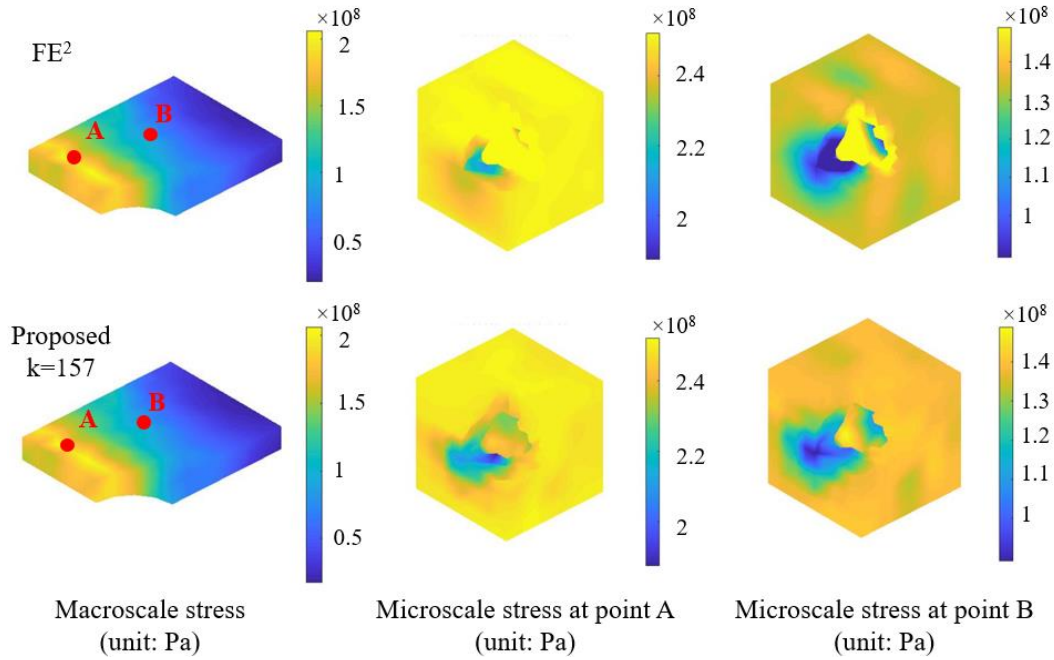 FE²
A
B
×10⁸
2
1.5
1
0.5
×10⁸
2.4
2.2
2
×10⁸
1.4
1.3
1.2
1.1
1
Proposed
k=157
A
B
×10⁸
2
1.5
1
0.5
×10⁸
2.4
2.2
2
×10⁸
1.4
1.3
1.2
1.1
1
Macroscale stress
(unit: Pa)
Microscale stress at point A
(unit: Pa)
Microscale stress at point B
(unit: Pa)